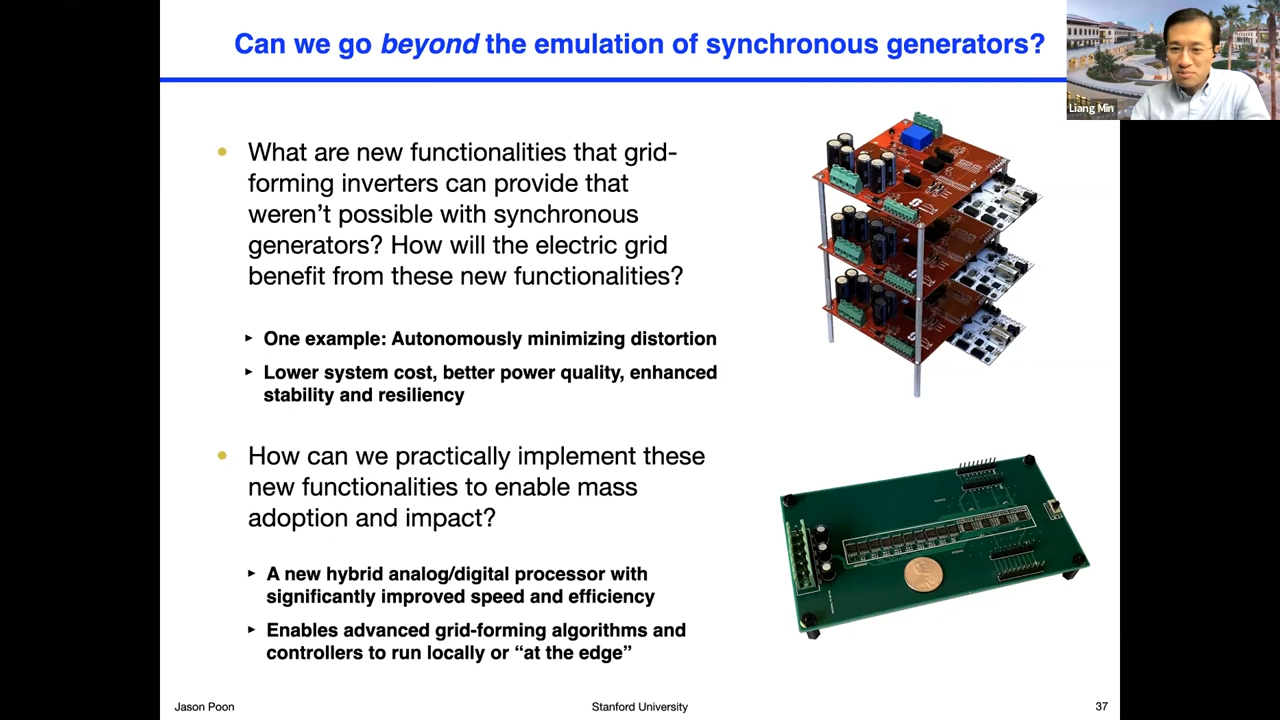 Can we go beyond the emulation of synchronous generators?
Liang Min
What are new functionalities that grid-
forming inverters can provide that
weren't possible with synchronous
generators? How will the electric grid
benefit from these new functionalities?
One example: Autonomously minimizing distortion
Lower system cost, better power quality, enhanced
stability and resiliency
How can we practically implement these
new functionalities to enable mass
adoption and impact?
A new hybrid analog/digital processor with
significantly improved speed and efficiency
Enables advanced grid-forming algorithms and
controllers to run locally or “at the edge”
Jason Poon
Stanford University
37